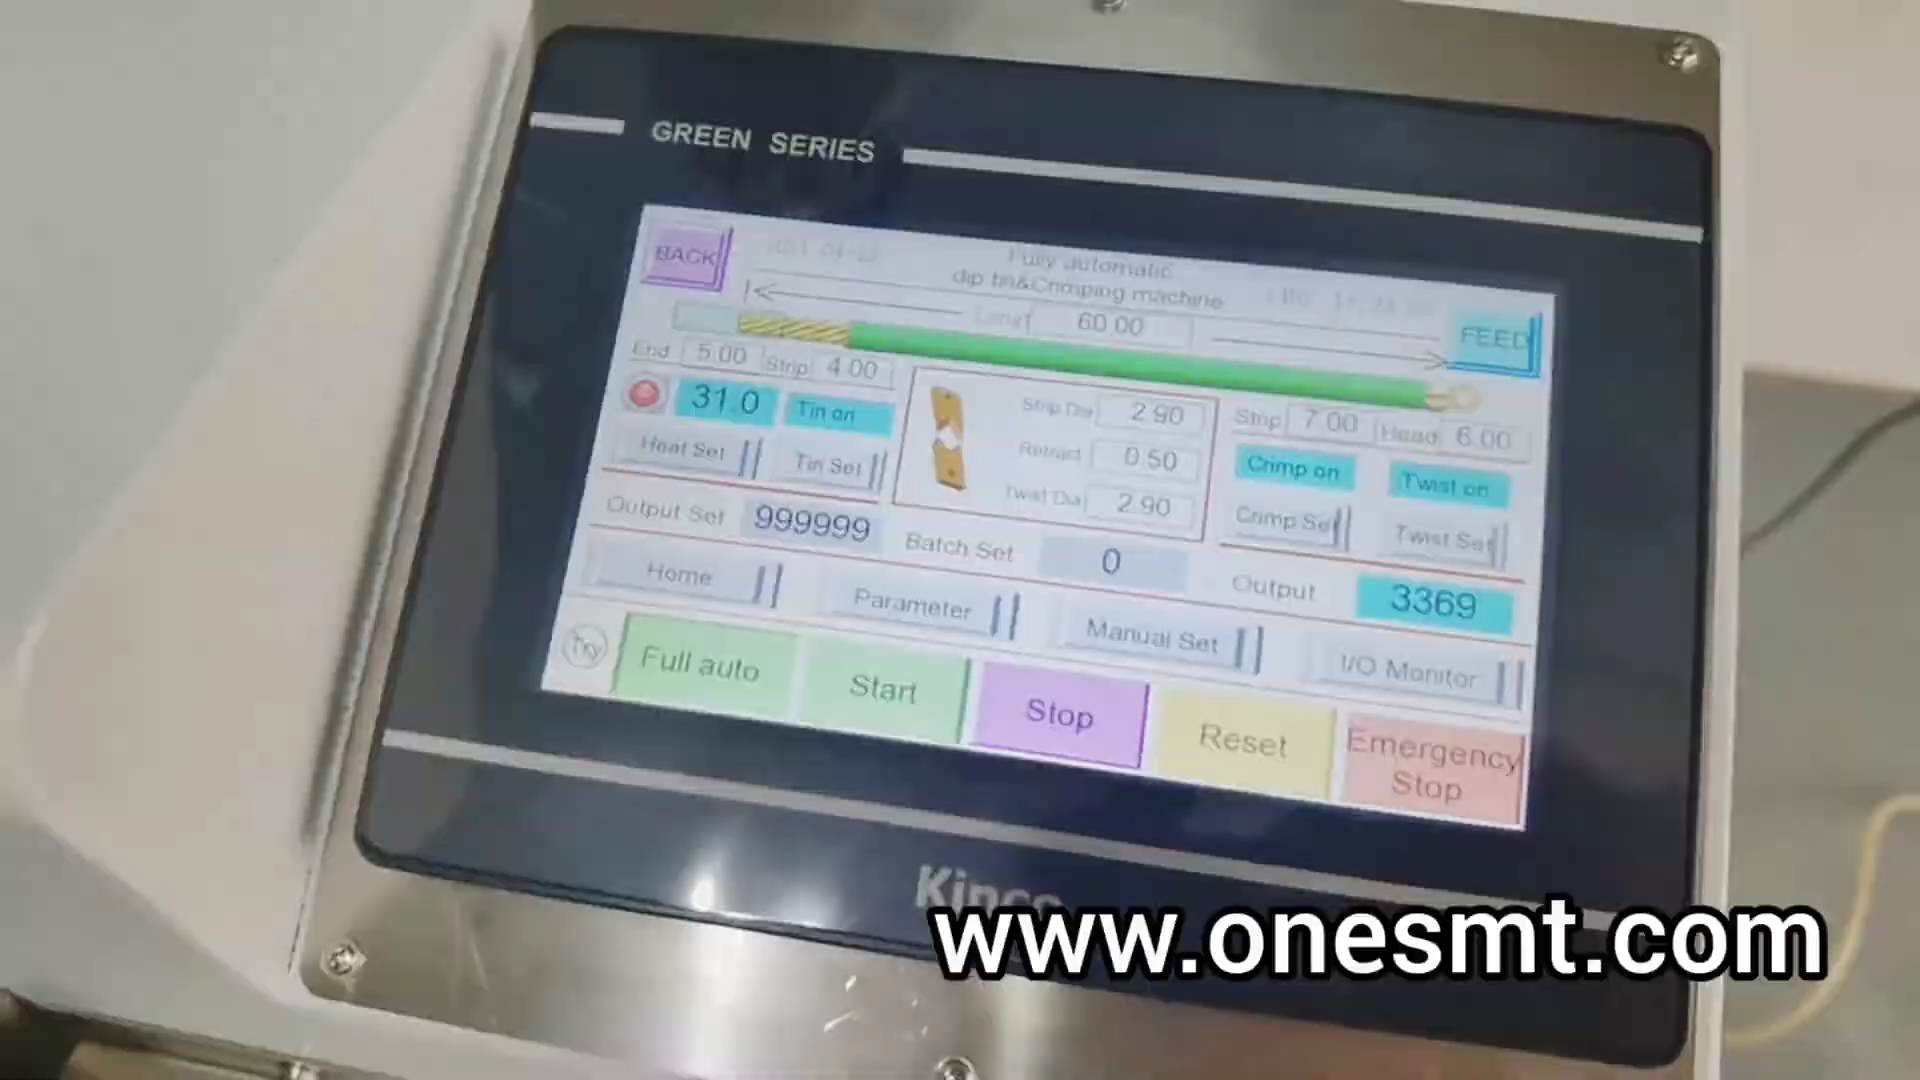 GREEN SERIES
BACK
Fully automatic
dip tin&Crimping machine
60.00
FEED
End 5.00 Strip 4.00
31.0 Tin on
Heat Set Tin Set
Strip Dia 2.90
Retract 0.50
Twist Dia 2.90
Strip 7.00 Head 6.00
Crimp on Twist on
Crimp Set Twist Set
Output Set 999999 Batch Set 0 Output 3369
Home Parameter Manual Set I/O Monitor
Try Full auto Start Stop Reset Emergency
Stop
Kinco
www.onesmt.com